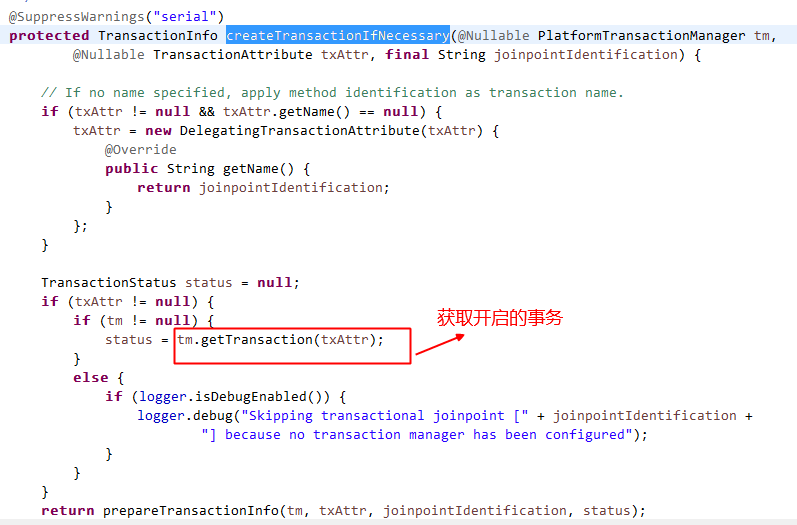 @SuppressWarnings("serial")
protected TransactionInfo createTransactionIfNecessary(@Nullable PlatformTransactionManager tm,
        @Nullable TransactionAttribute txAttr, final String joinpointIdentification) {

    // If no name specified, apply method identification as transaction name.
    if (txAttr != null && txAttr.getName() == null) {
        txAttr = new DelegatingTransactionAttribute(txAttr) {
            @Override
            public String getName() {
                return joinpointIdentification;
            }
        };
    }

    TransactionStatus status = null;
    if (txAttr != null) {
        if (tm != null) {
            status = tm.getTransaction(txAttr);
获取开启的事务
        }
        else {
            if (logger.isDebugEnabled()) {
                logger.debug("Skipping transactional joinpoint [" + joinpointIdentification +
                        "] because no transaction manager has been configured");
            }
        }
    }
    return prepareTransactionInfo(tm, txAttr, joinpointIdentification, status);